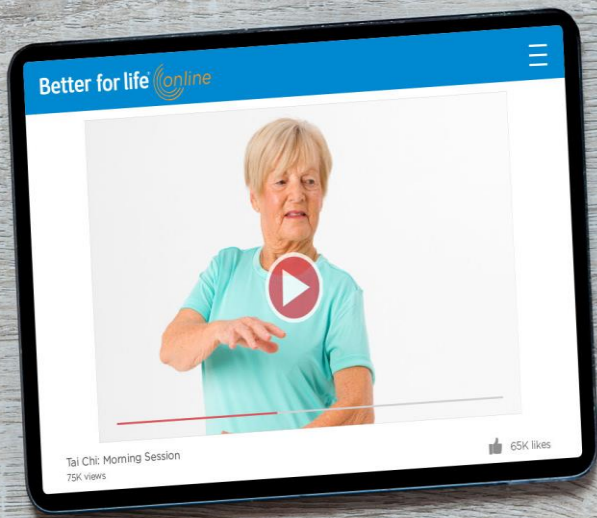 Better for life online
Tai Chi: Morning Session
75K views
65K likes